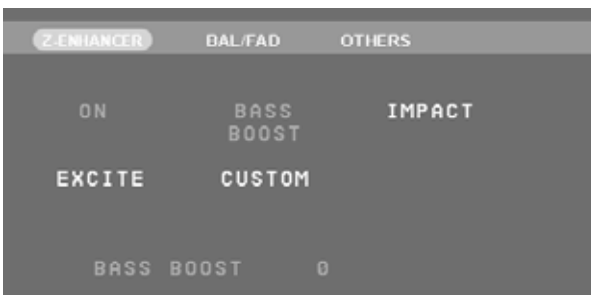 Z-ENHANCER BAL/FAD OTHERS
ON BASS BOOST IMPACT
EXCITE CUSTOM
BASS BOOST 0